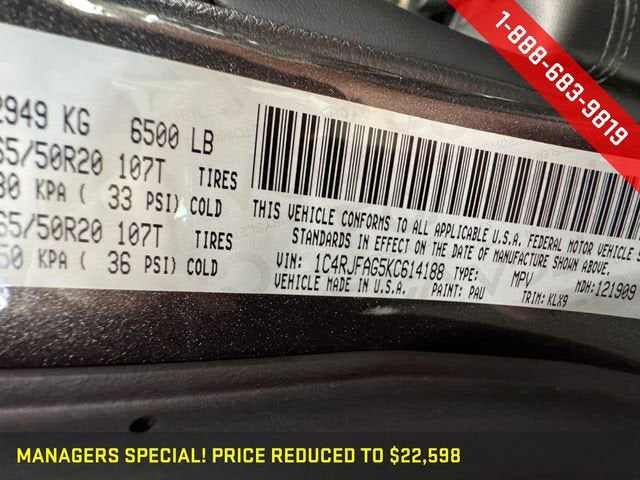 1-888-683-9819
2949 KG 6500 LB
65/50R20 107T TIRES
30 KPA ( 33 PSI) COLD
65/50R20 107T TIRES
50 KPA ( 36 PSI) COLD
THIS VEHICLE CONFORMS TO ALL APPLICABLE U.S.A. FEDERAL MOTOR VEHICLE S
STANDARDS IN EFFECT ON THE DATE OF MANUFACTURE SHOWN ABOVE.
VIN: 1C4RJFAG5KC614188 TYPE: MPV MDH:121909
VEHICLE MADE IN U.S.A. PAINT: PAU TRIM: KLX9
MANAGERS SPECIAL! PRICE REDUCED TO $22,598